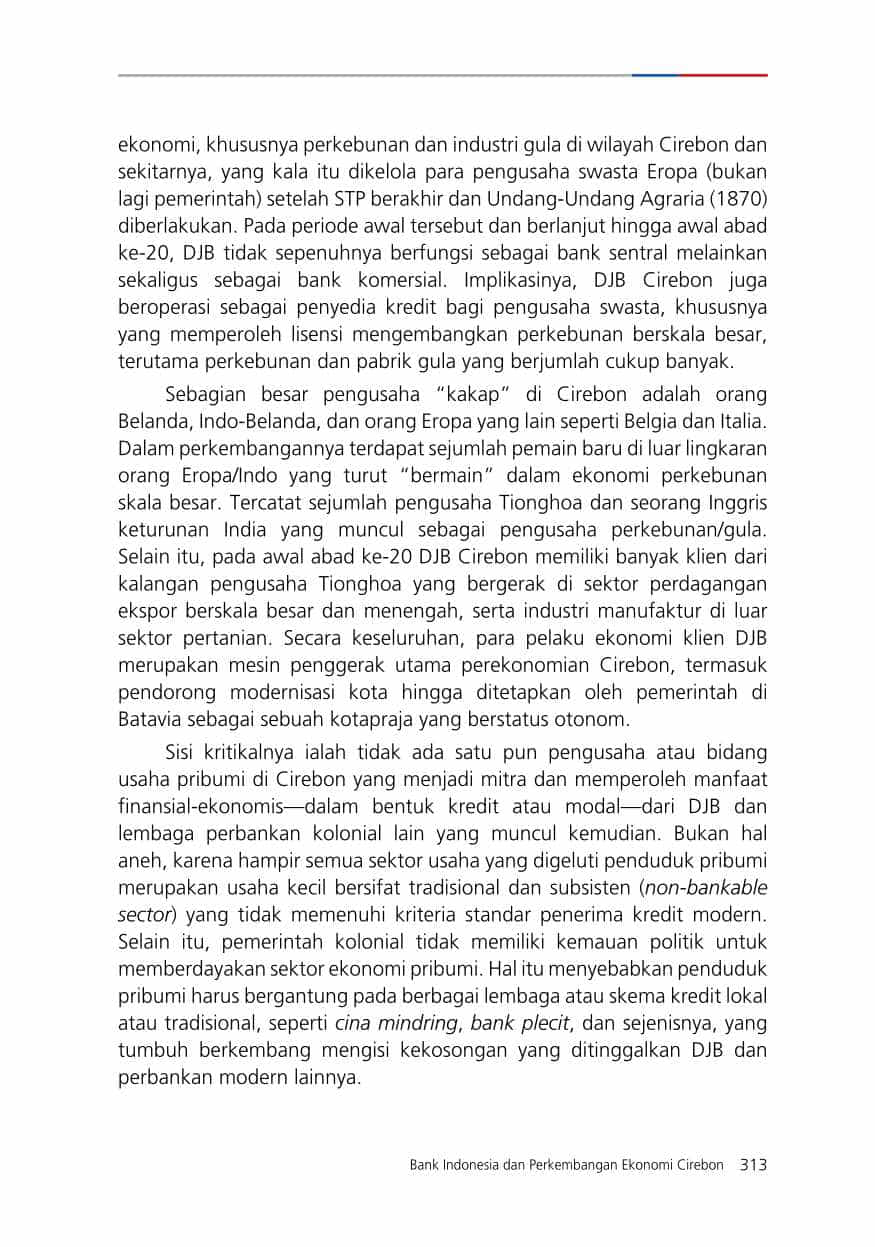 ekonomi, khususnya perkebunan dan industri gula di wilayah Cirebon dan
sekitarnya, yang kala itu dikelola para pengusaha swasta Eropa (bukan
lagi pemerintah) setelah STP berakhir dan Undang-Undang Agraria (1870)
diberlakukan. Pada periode awal tersebut dan berlanjut hingga awal abad
ke-20, DJB tidak sepenuhnya berfungsi sebagai bank sentral melainkan
sekaligus sebagai bank komersial. Implikasinya, DJB Cirebon juga
beroperasi sebagai penyedia kredit bagi pengusaha swasta, khususnya
yang memperoleh lisensi mengembangkan perkebunan berskala besar,
terutama perkebunan dan pabrik gula yang berjumlah cukup banyak.
Sebagian besar pengusaha “kakap” di Cirebon adalah orang
Belanda, Indo-Belanda, dan orang Eropa yang lain seperti Belgia dan Italia.
Dalam perkembangannya terdapat sejumlah pemain baru di luar lingkaran
orang Eropa/Indo yang turut “bermain” dalam ekonomi perkebunan
skala besar. Tercatat sejumlah pengusaha Tionghoa dan seorang Inggris
keturunan India yang muncul sebagai pengusaha perkebunan/gula.
Selain itu, pada awal abad ke-20 DJB Cirebon memiliki banyak klien dari
kalangan pengusaha Tionghoa yang bergerak di sektor perdagangan
ekspor berskala besar dan menengah, serta industri manufaktur di luar
sektor pertanian. Secara keseluruhan, para pelaku ekonomi klien DJB
merupakan mesin penggerak utama perekonomian Cirebon, termasuk
pendorong modernisasi kota hingga ditetapkan oleh pemerintah di
Batavia sebagai sebuah kotapraja yang berstatus otonom.
Sisi kritikalnya ialah tidak ada satu pun pengusaha atau bidang
usaha pribumi di Cirebon yang menjadi mitra dan memperoleh manfaat
finansial-ekonomis—dalam bentuk kredit atau modal—dari DJB dan
lembaga perbankan kolonial lain yang muncul kemudian. Bukan hal
aneh, karena hampir semua sektor usaha yang digeluti penduduk pribumi
merupakan usaha kecil bersifat tradisional dan subsisten (non-bankable
sector) yang tidak memenuhi kriteria standar penerima kredit modern.
Selain itu, pemerintah kolonial tidak memiliki kemauan politik untuk
memberdayakan sektor ekonomi pribumi. Hal itu menyebabkan penduduk
pribumi harus bergantung pada berbagai lembaga atau skema kredit lokal
atau tradisional, seperti cina mindring, bank plecit, dan sejenisnya, yang
tumbuh berkembang mengisi kekosongan yang ditinggalkan DJB dan
perbankan modern lainnya.
Bank Indonesia dan Perkembangan Ekonomi Cirebon 313